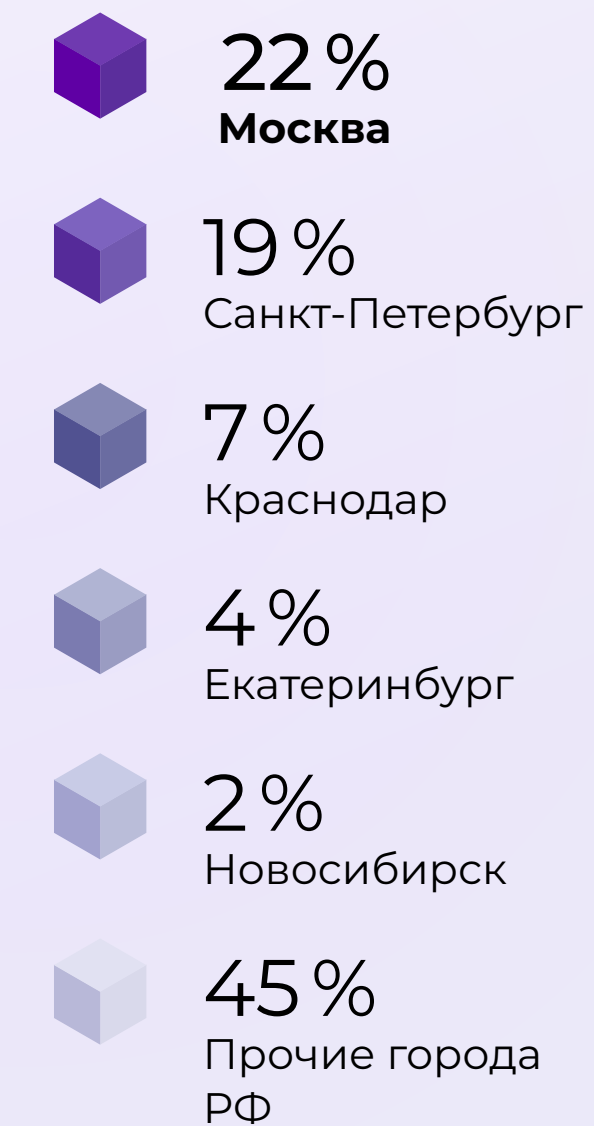 22 %
Москва
19 %
Санкт-Петербург
7 %
Краснодар
4 %
Екатеринбург
2 %
Новосибирск
45 %
Прочие города
РФ